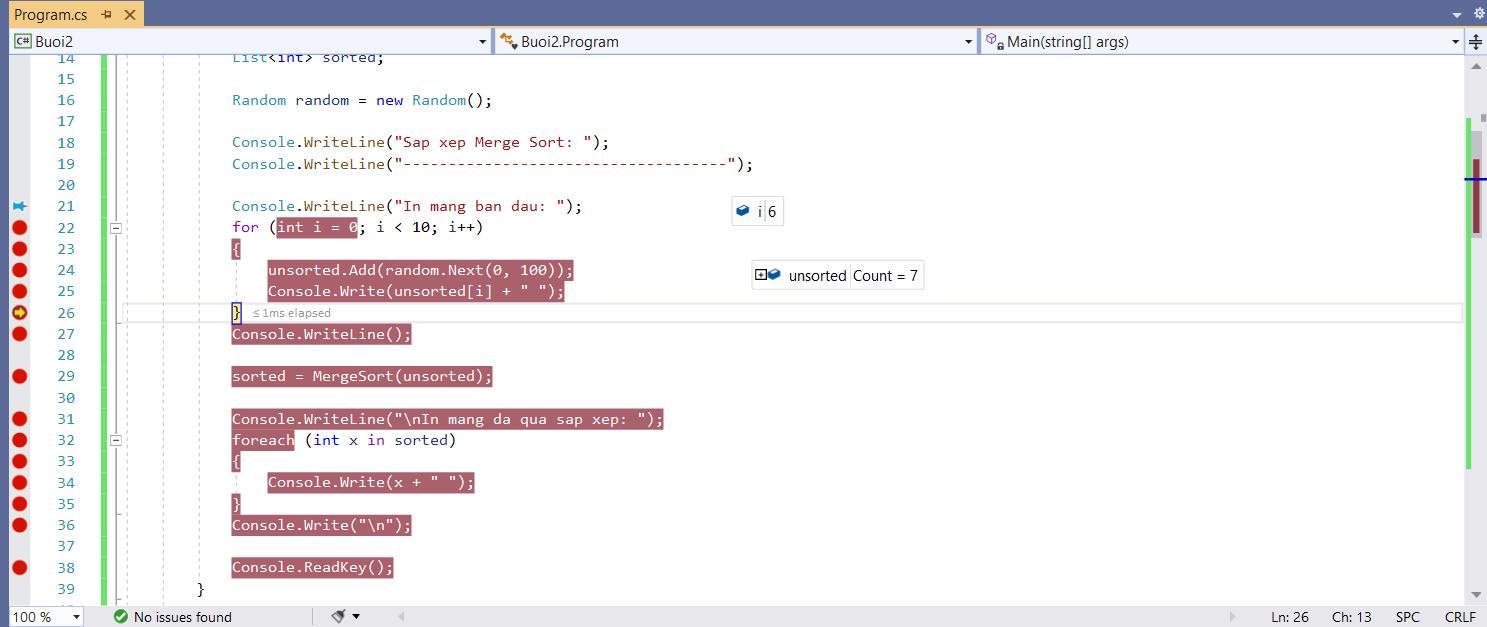 Program.cs
Buoi2 Buoi2.Program Main(string[] args)
14 List<int> sorted;
15
16 Random random = new Random();
17
18 Console.WriteLine("Sap xep Merge Sort: ");
19 Console.WriteLine("------------------------------------");
20
21 Console.WriteLine("In mang ban dau: "); i 6
22 for (int i = 0; i < 10; i++)
23 {
24 unsorted.Add(random.Next(0, 100)); unsorted Count = 7
25 Console.Write(unsorted[i] + " ");
26 } ≤ 1ms elapsed
27 Console.WriteLine();
28
29 sorted = MergeSort(unsorted);
30
31 Console.WriteLine("\nIn mang da qua sap xep: ");
32 foreach (int x in sorted)
33 {
34 Console.Write(x + " ");
35 }
36 Console.Write("\n");
37
38 Console.ReadKey();
39 }
100 % No issues found Ln: 26 Ch: 13 SPC CRLF